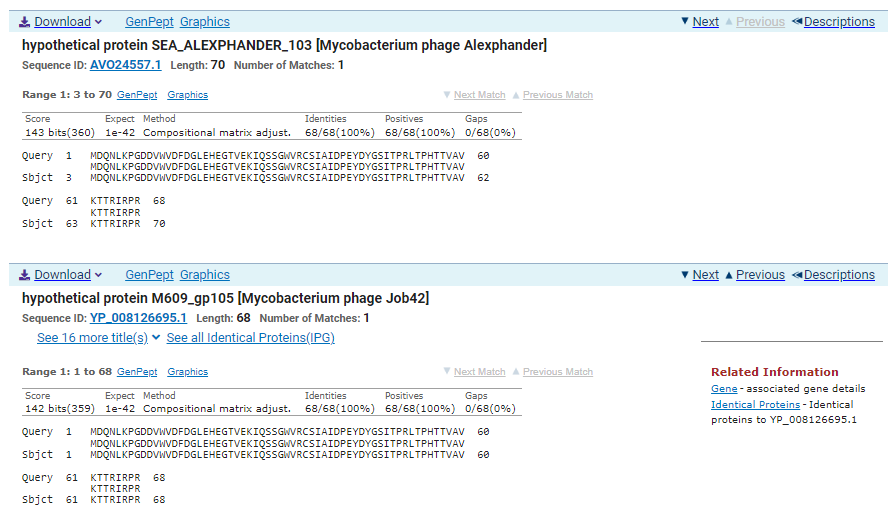 Download GenPept Graphics Next Previous Descriptions
hypothetical protein SEA_ALEXPHANDER_103 [Mycobacterium phage Alexphander]
Sequence ID: AVO24557.1 Length: 70 Number of Matches: 1
Range 1: 3 to 70 GenPept Graphics Next Match Previous Match
Score Expect Method Identities Positives Gaps
143 bits(360) 1e-42 Compositional matrix adjust. 68/68(100%) 68/68(100%) 0/68(0%)
Query 1 MDQNLKPGDDVWVDFDGLEHEGTVEKIQSSGWVRCSIAIDPEYDYGSITPRLTPHTTVAV 60
MDQNLKPGDDVWVDFDGLEHEGTVEKIQSSGWVRCSIAIDPEYDYGSITPRLTPHTTVAV
Sbjct 3 MDQNLKPGDDVWVDFDGLEHEGTVEKIQSSGWVRCSIAIDPEYDYGSITPRLTPHTTVAV 62
Query 61 KTTRIRPR 68
KTTRIRPR
Sbjct 63 KTTRIRPR 70
Download GenPept Graphics Next Previous Descriptions
hypothetical protein M609_gp105 [Mycobacterium phage Job42]
Sequence ID: YP_008126695.1 Length: 68 Number of Matches: 1
See 16 more title(s) See all Identical Proteins(IPG)
Range 1: 1 to 68 GenPept Graphics Next Match Previous Match
Score Expect Method Identities Positives Gaps
142 bits(359) 1e-42 Compositional matrix adjust. 68/68(100%) 68/68(100%) 0/68(0%)
Query 1 MDQNLKPGDDVWVDFDGLEHEGTVEKIQSSGWVRCSIAIDPEYDYGSITPRLTPHTTVAV 60
MDQNLKPGDDVWVDFDGLEHEGTVEKIQSSGWVRCSIAIDPEYDYGSITPRLTPHTTVAV
Sbjct 1 MDQNLKPGDDVWVDFDGLEHEGTVEKIQSSGWVRCSIAIDPEYDYGSITPRLTPHTTVAV 60
Query 61 KTTRIRPR 68
KTTRIRPR
Sbjct 61 KTTRIRPR 68
Related Information
Gene - associated gene details
Identical Proteins - Identical
proteins to YP_008126695.1